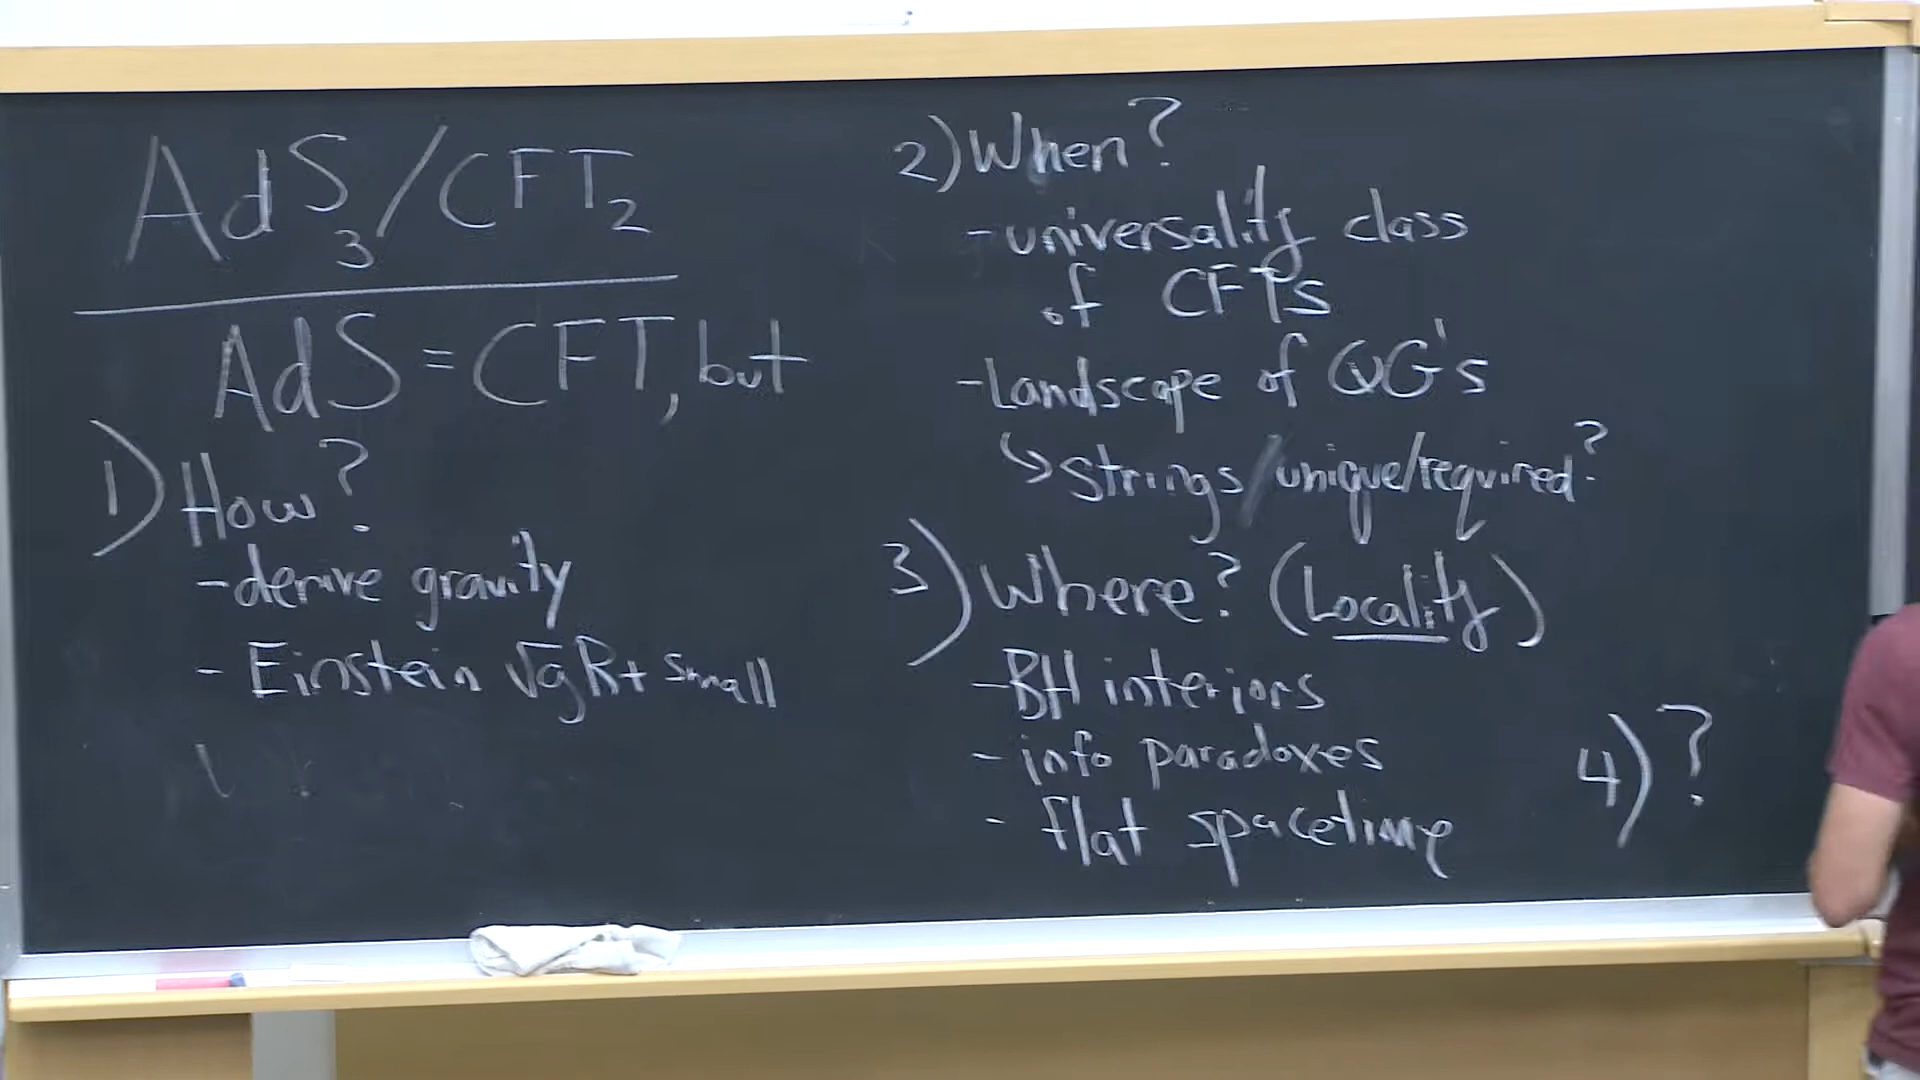 AdS₃/CFT₂
AdS = CFT, but
1) How?
- derive gravity
- Einstein √g R + small
2) When?
- universality class
of CFTs
- Landscape of QG's
↳ Strings / unique/required?
3) Where? (Locality)
- BH interiors
- info paradoxes
- flat spacetime
4) ?